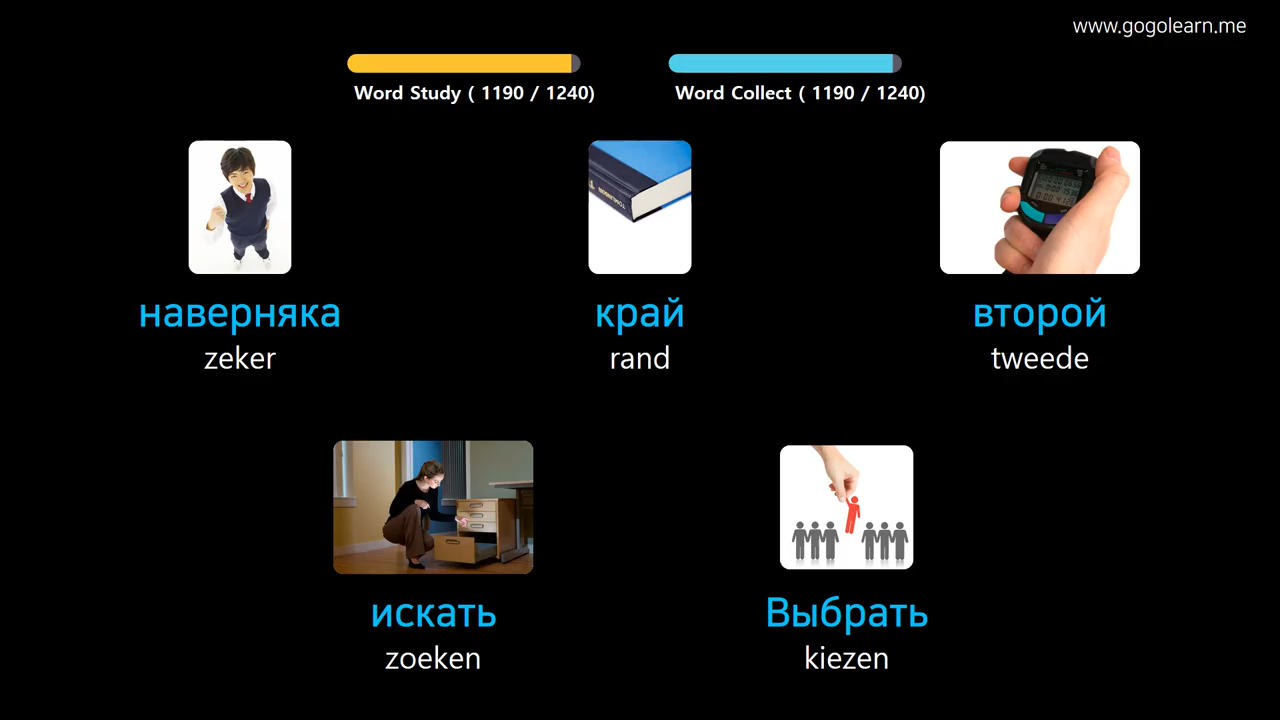 www.gogolearn.me
Word Study ( 1190 / 1240)
Word Collect ( 1190 / 1240)
наверняка
zeker
край
rand
второй
tweede
искать
zoeken
Выбрать
kiezen